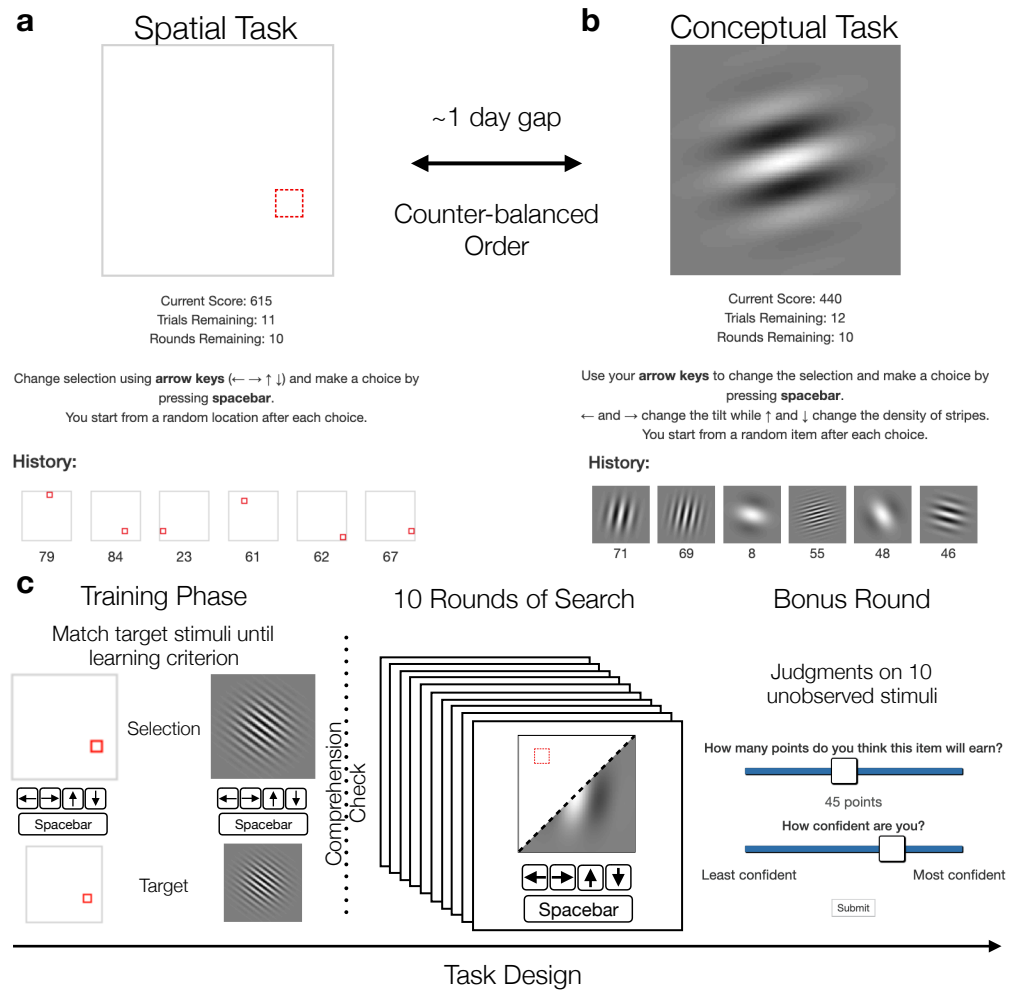 a
Spatial Task
Current Score: 615
Trials Remaining: 11
Rounds Remaining: 10
Change selection using arrow keys (← → ↑ ↓) and make a choice by
pressing spacebar.
You start from a random location after each choice.
History:
79 84 23 61 62 67
~1 day gap
Counter-balanced
Order
b
Conceptual Task
Current Score: 440
Trials Remaining: 12
Rounds Remaining: 10
Use your arrow keys to change the selection and make a choice by
pressing spacebar.
← and → change the tilt while ↑ and ↓ change the density of stripes.
You start from a random item after each choice.
History:
71 69 8 55 48 46
c
Training Phase
Match target stimuli until
learning criterion
Selection
← → ↑ ↓ ← → ↑ ↓
Spacebar Spacebar
Target
Comprehension
Check
10 Rounds of Search
← → ↑ ↓
Spacebar
Bonus Round
Judgments on 10
unobserved stimuli
How many points do you think this item will earn?
45 points
How confident are you?
Least confident Most confident
Submit
Task Design